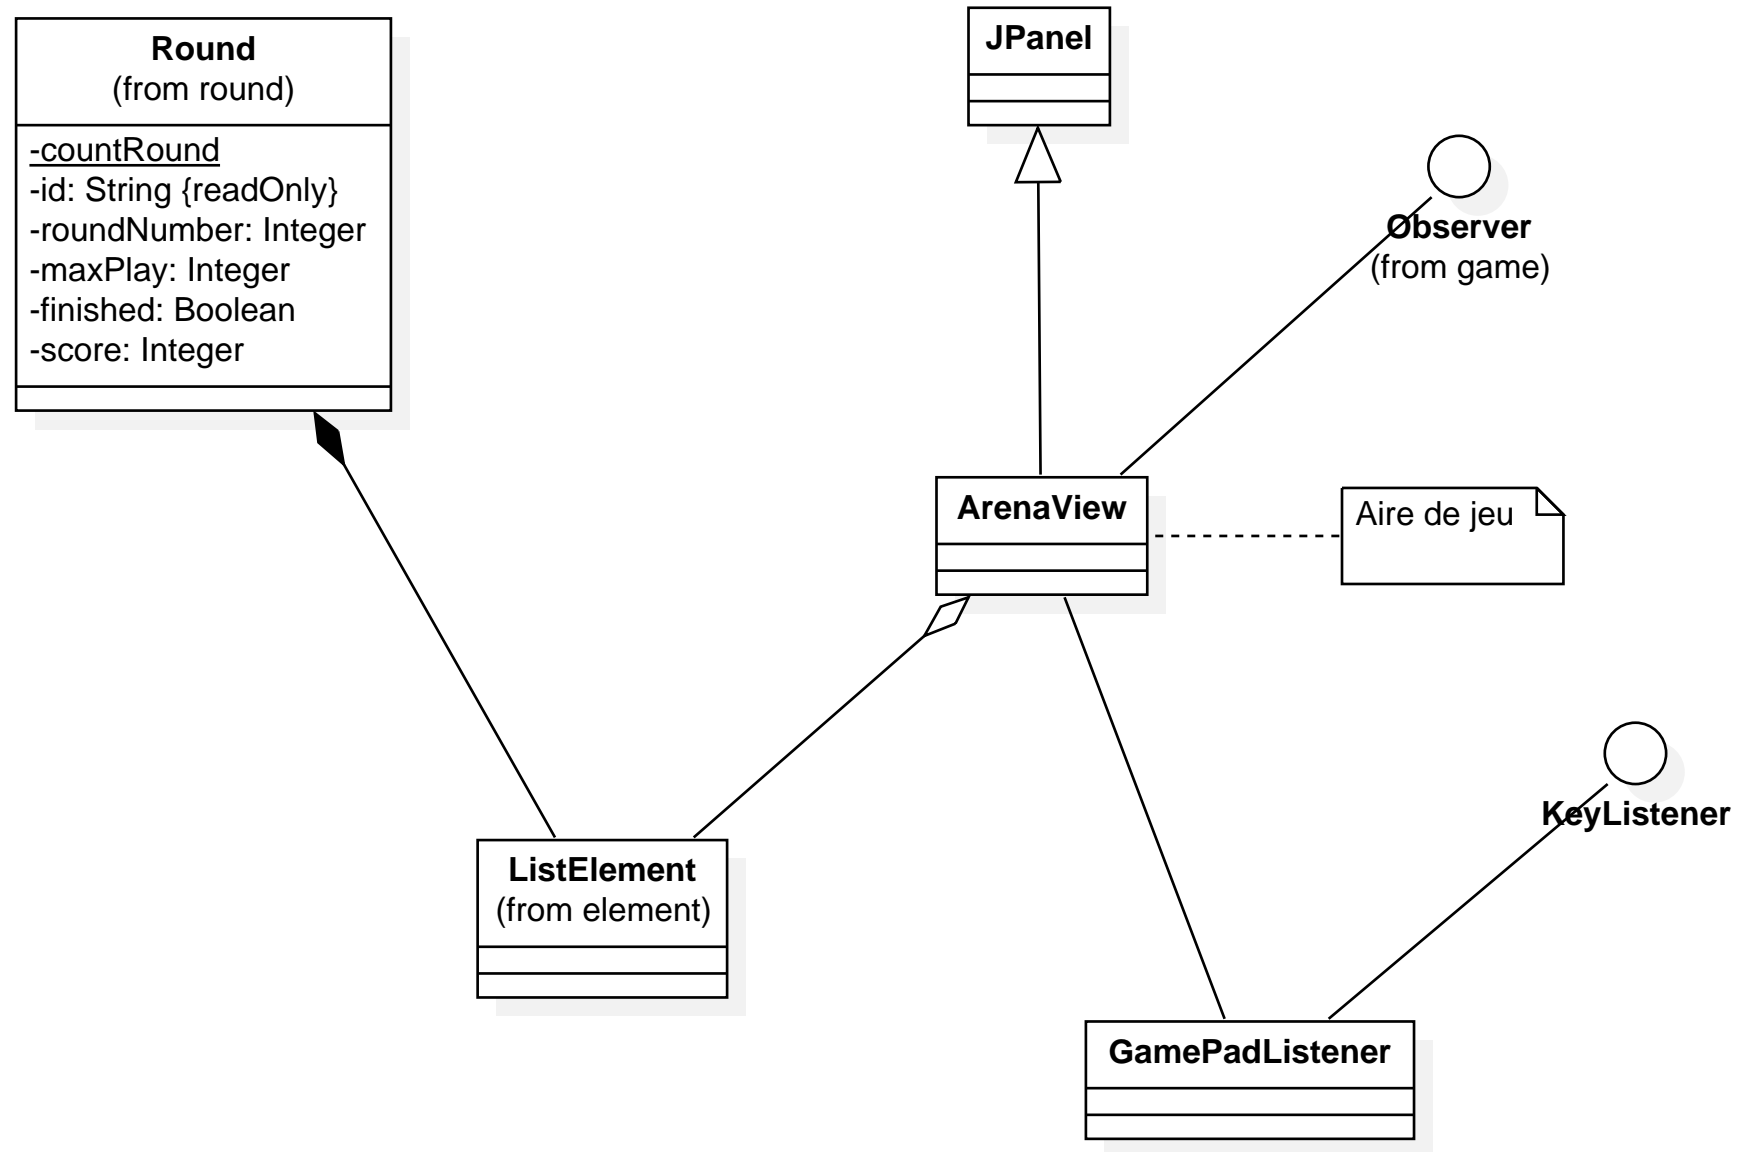 Round
(from round)
-countRound
-id: String {readOnly}
-roundNumber: Integer
-maxPlay: Integer
-finished: Boolean
-score: Integer
JPanel
Observer
(from game)
ArenaView
Aire de jeu
KeyListener
ListElement
(from element)
GamePadListener